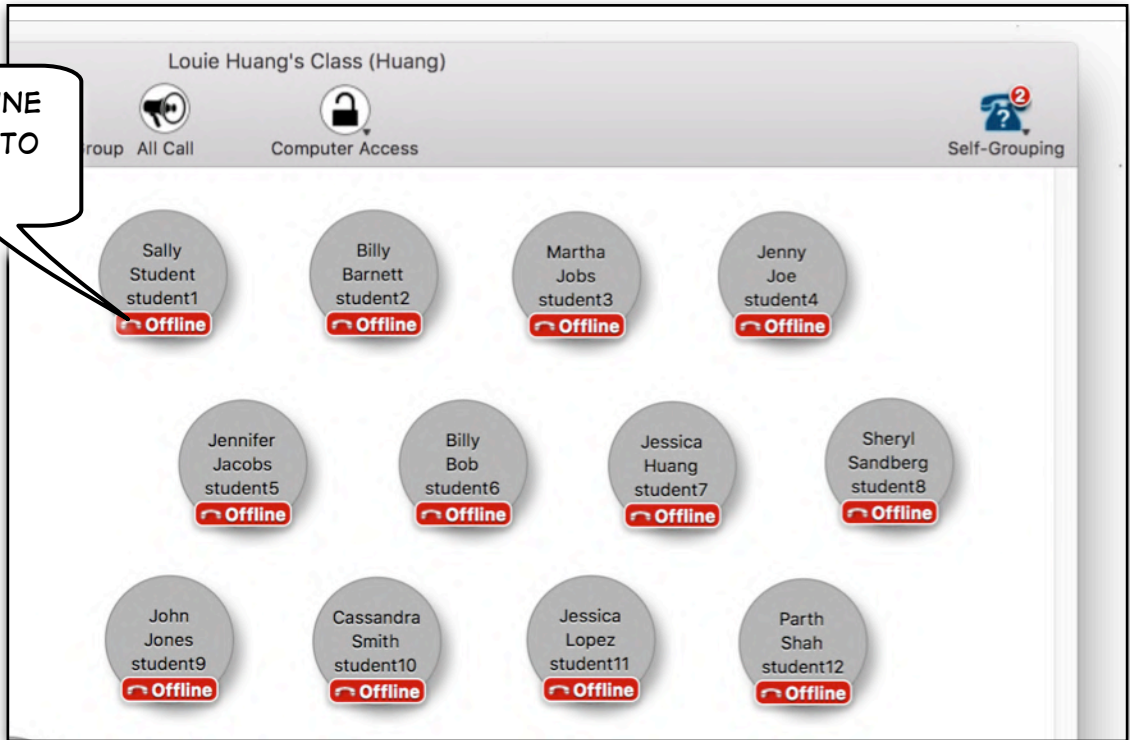 Louie Huang's Class (Huang)
NE
TO
roup All Call Computer Access Self-Grouping
2
?
Sally Billy Martha Jenny
Student Barnett Jobs Joe
student1 student2 student3 student4
Offline Offline Offline Offline
Jennifer Billy Jessica Sheryl
Jacobs Bob Huang Sandberg
student5 student6 student7 student8
Offline Offline Offline Offline
John Cassandra Jessica Parth
Jones Smith Lopez Shah
student9 student10 student11 student12
Offline Offline Offline Offline